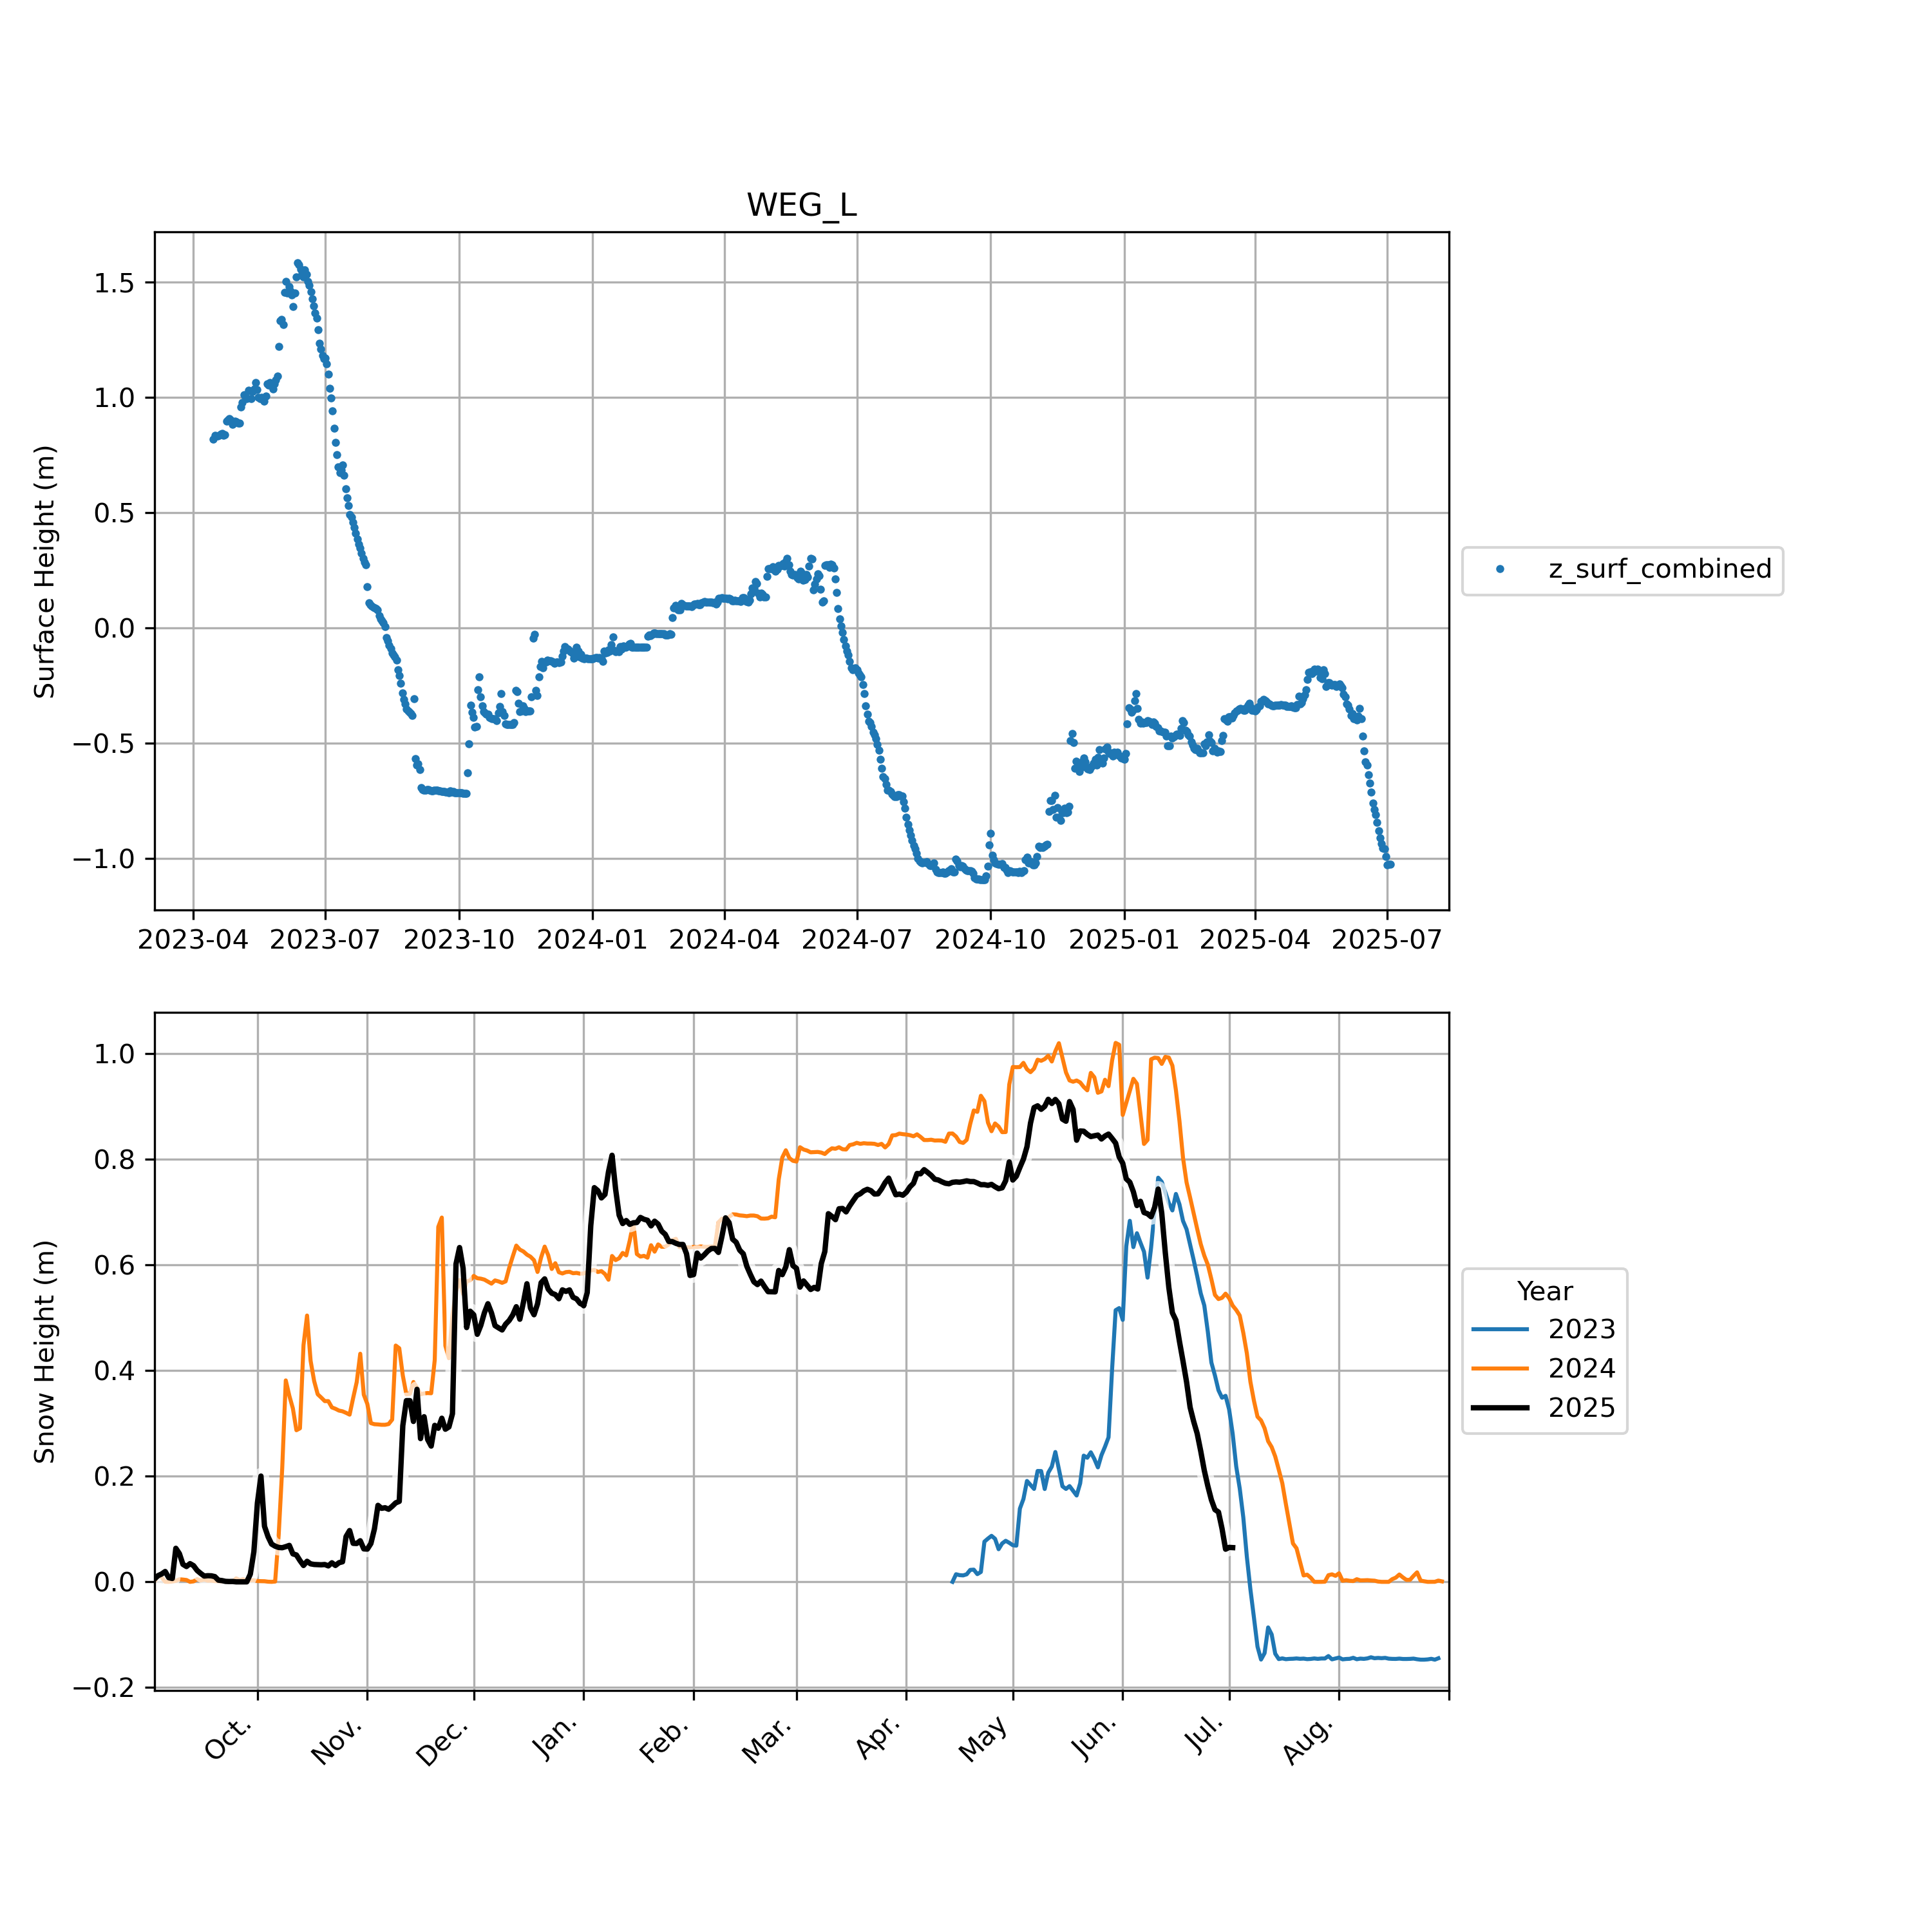 WEG_L
Surface Height (m)
1.5
1.0
0.5
0.0
−0.5
−1.0
2023-04 2023-07 2023-10 2024-01 2024-04 2024-07 2024-10 2025-01 2025-04 2025-07
z_surf_combined
Snow Height (m)
1.0
0.8
0.6
0.4
0.2
0.0
−0.2
Oct. Nov. Dec. Jan. Feb. Mar. Apr. May Jun. Jul. Aug.
Year
2023
2024
2025